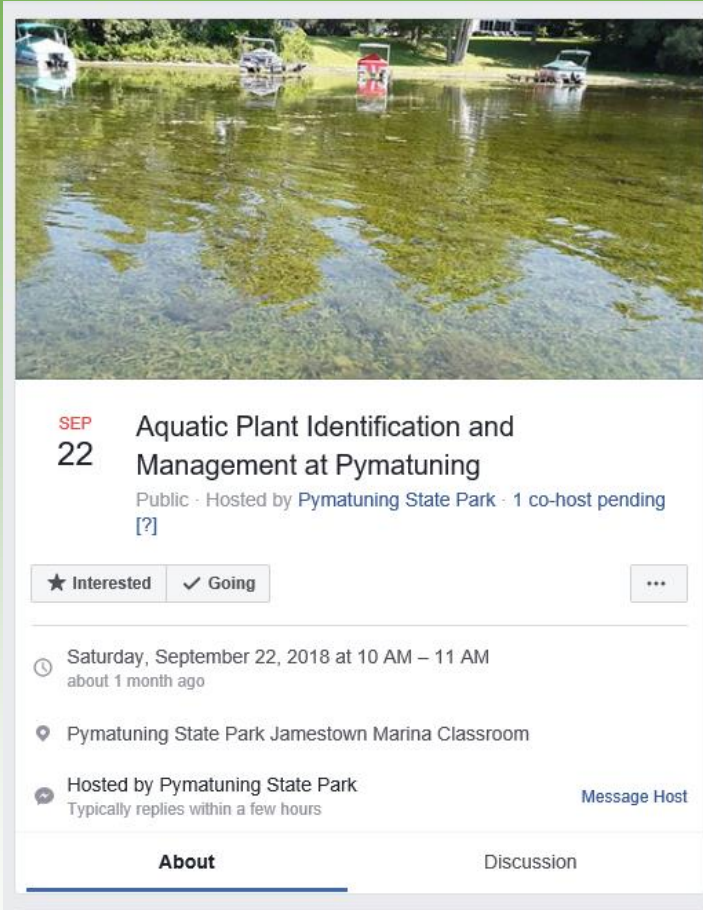 SEP
22
Aquatic Plant Identification and
Management at Pymatuning
Public · Hosted by Pymatuning State Park · 1 co-host pending
[?]
Interested
Going
...
Saturday, September 22, 2018 at 10 AM – 11 AM
about 1 month ago
Pymatuning State Park Jamestown Marina Classroom
Hosted by Pymatuning State Park
Typically replies within a few hours
Message Host
About
Discussion